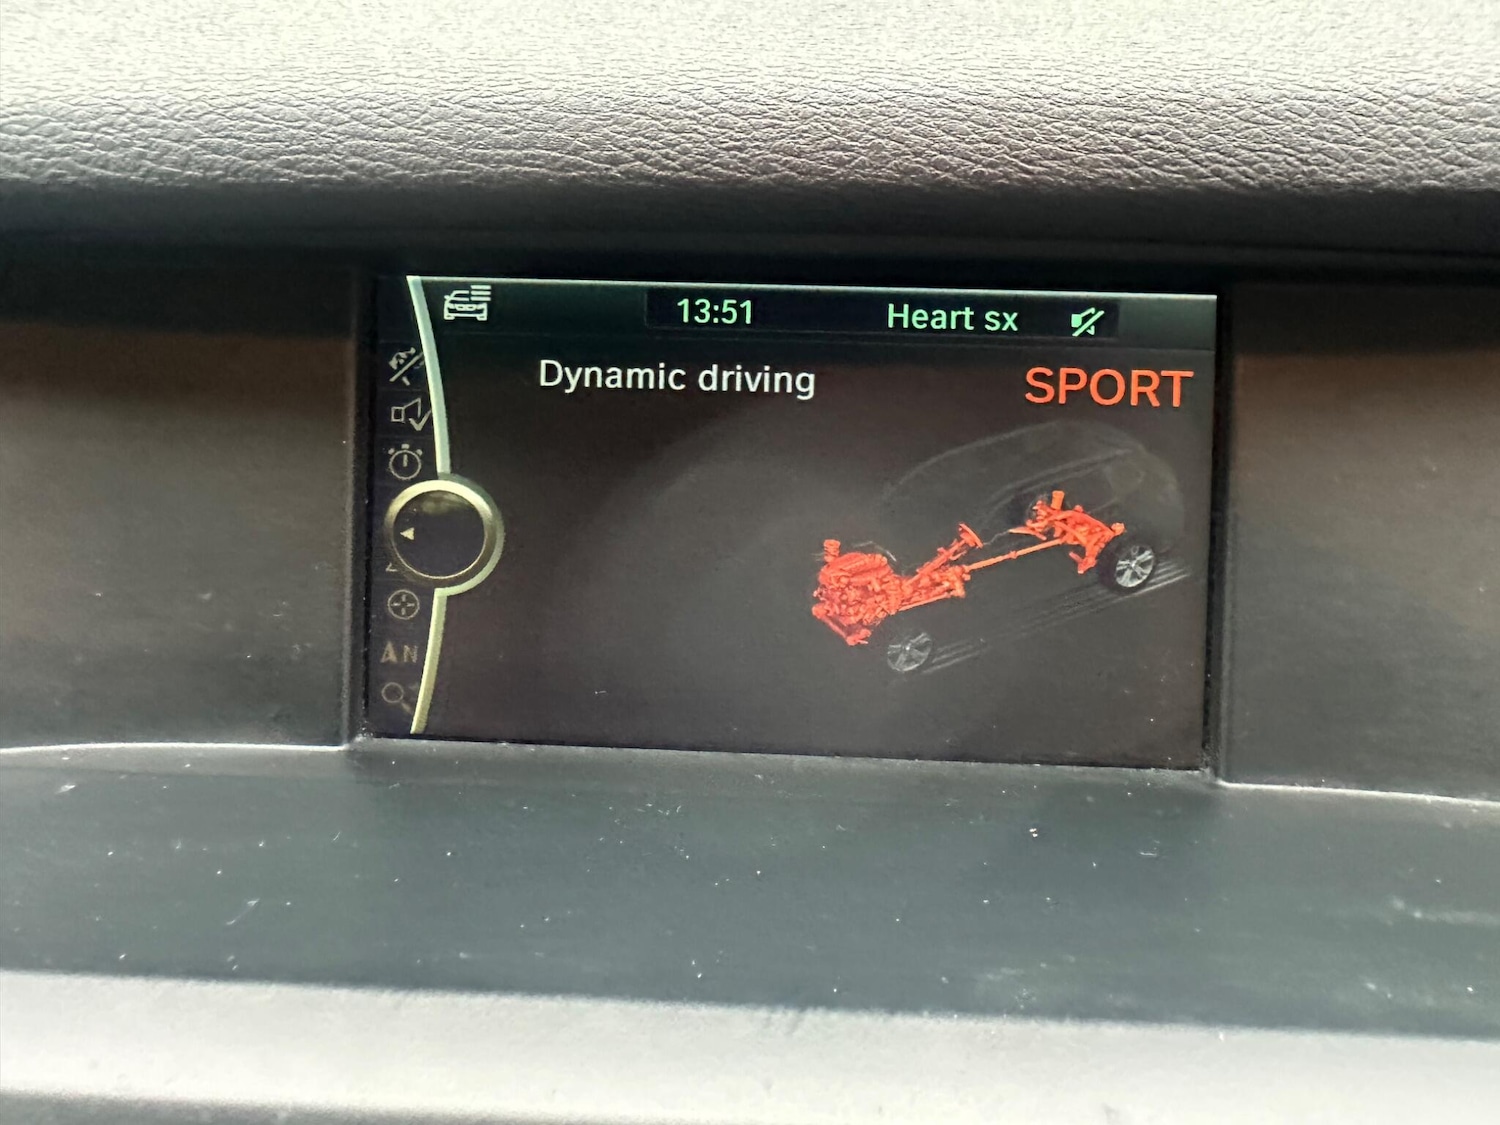 13:51 Heart sx
Dynamic driving SPORT
N